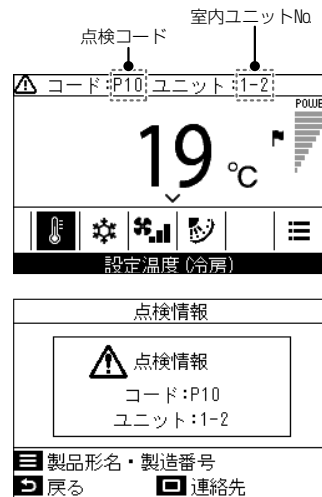 室内ユニットNo.
点検コード
コード:P10 ユニット:1-2
19 ℃
設定温度(冷房)
点検情報
点検情報
コード:P10
ユニット:1-2
製品形名・製造番号
戻る 連絡先